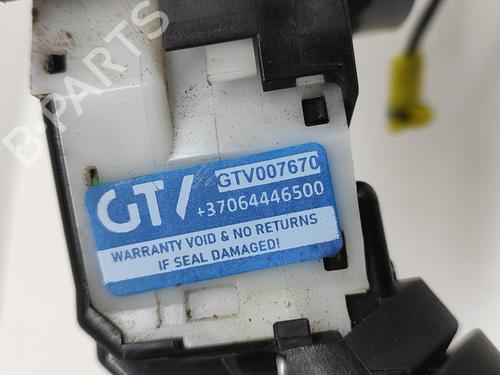 B-PARTS
GTV
GTV007670
+37064446500
WARRANTY VOID & NO RETURNS
IF SEAL DAMAGED!